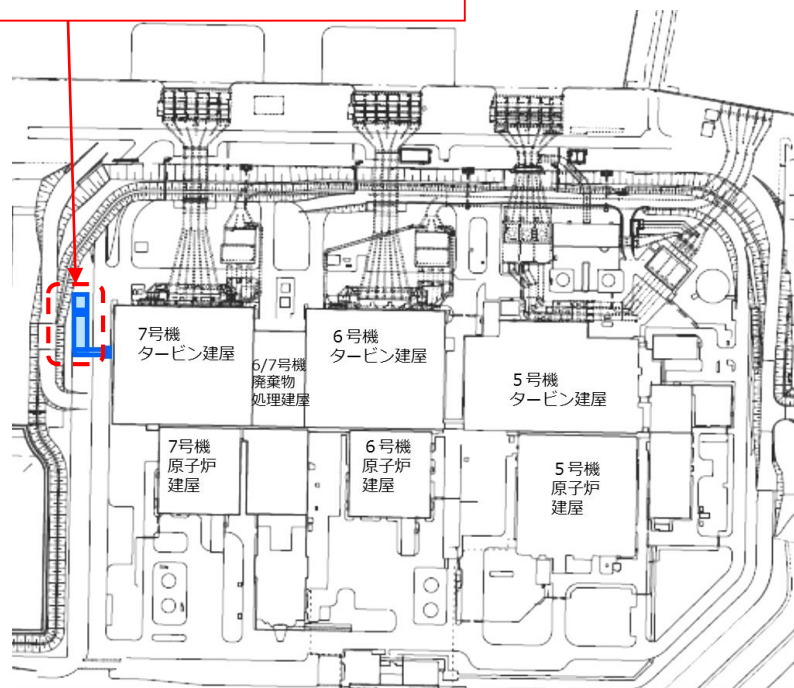 7号機
タービン建屋
6/7号機
廃棄物
処理建屋
6号機
タービン建屋
5号機
タービン建屋
7号機
原子炉
建屋
6号機
原子炉
建屋
5号機
原子炉
建屋